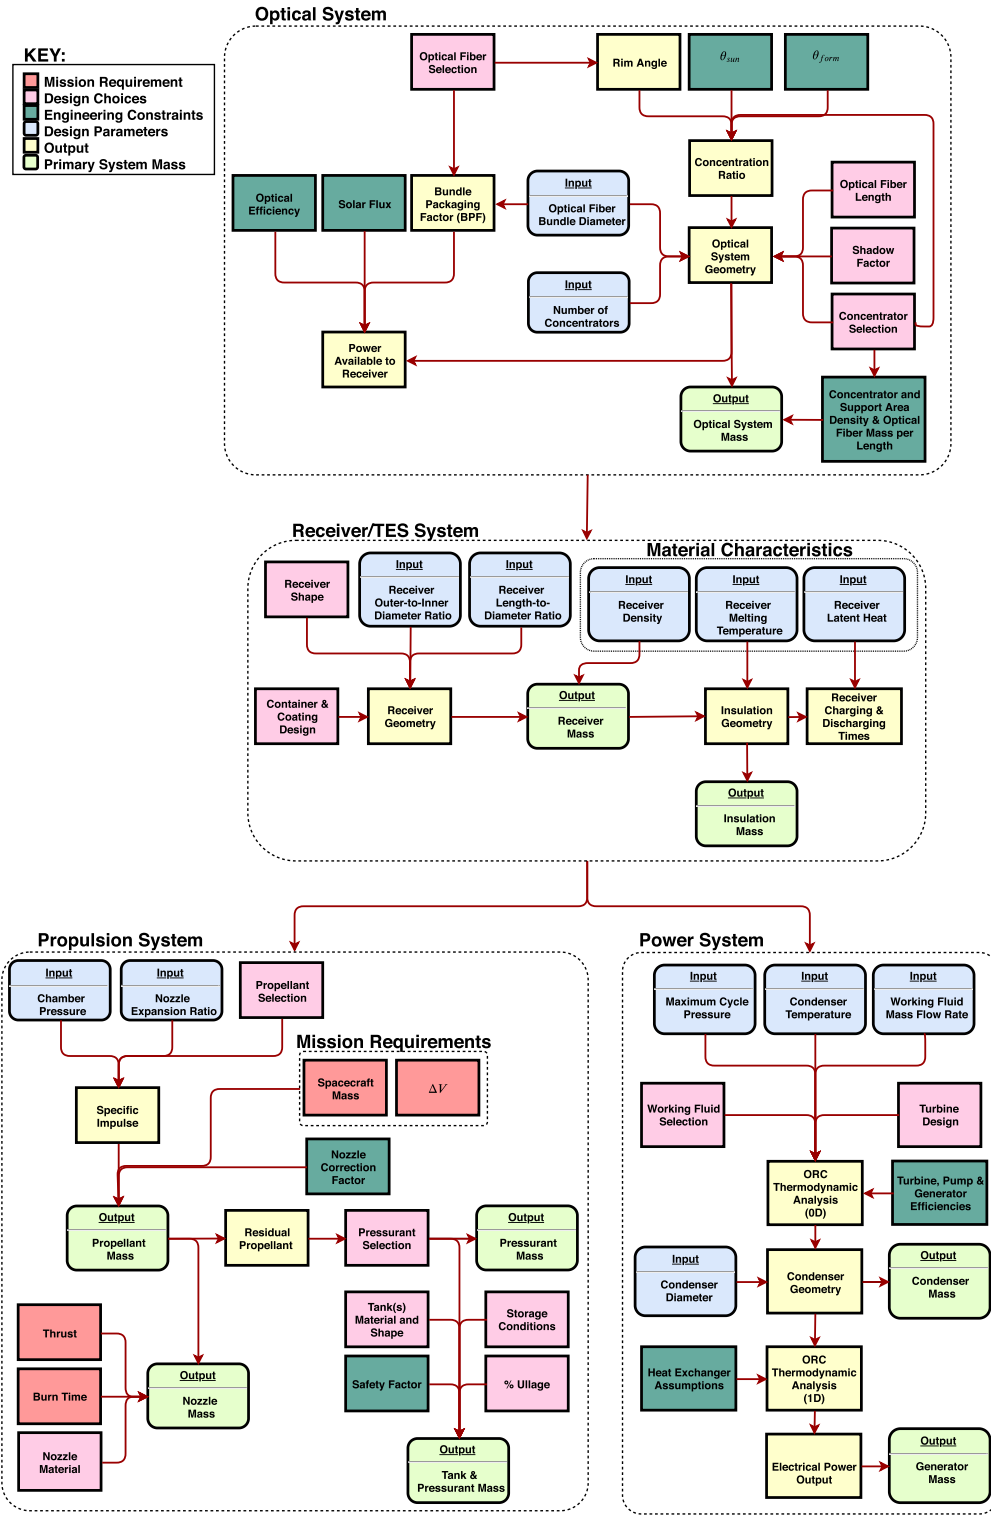 Optical System
KEY:
Mission Requirement
Design Choices
Engineering Constraints
Design Parameters
Output
Primary System Mass
Optical Fiber
Selection
Rim Angle
θsun
θform
Concentration
Ratio
Optical
Efficiency
Solar Flux
Bundle
Packaging
Factor (BPF)
Input
Optical Fiber
Bundle Diameter
Optical Fiber
Length
Optical
System
Geometry
Shadow
Factor
Input
Number of
Concentrators
Concentrator
Selection
Power
Available to
Receiver
Output
Optical System
Mass
Concentrator and
Support Area
Density & Optical
Fiber Mass per
Length
Receiver/TES System
Material Characteristics
Receiver
Shape
Input
Receiver
Outer-to-Inner
Diameter Ratio
Input
Receiver
Length-to-
Diameter Ratio
Input
Receiver
Density
Input
Receiver
Melting
Temperature
Input
Receiver
Latent Heat
Container &
Coating
Design
Receiver
Geometry
Output
Receiver
Mass
Insulation
Geometry
Receiver
Charging &
Discharging
Times
Output
Insulation
Mass
Propulsion System
Input
Chamber
Pressure
Input
Nozzle
Expansion Ratio
Propellant
Selection
Mission Requirements
Spacecraft
Mass
ΔV
Specific
Impulse
Nozzle
Correction
Factor
Output
Propellant
Mass
Residual
Propellant
Pressurant
Selection
Output
Pressurant
Mass
Thrust
Tank(s)
Material and
Shape
Storage
Conditions
Burn Time
Output
Nozzle
Mass
Safety Factor
% Ullage
Nozzle
Material
Output
Tank &
Pressurant Mass
Power System
Input
Maximum Cycle
Pressure
Input
Condenser
Temperature
Input
Working Fluid
Mass Flow Rate
Working Fluid
Selection
Turbine
Design
ORC
Thermodynamic
Analysis
(0D)
Turbine, Pump &
Generator
Efficiencies
Input
Condenser
Diameter
Condenser
Geometry
Output
Condenser
Mass
Heat Exchanger
Assumptions
ORC
Thermodynamic
Analysis
(1D)
Electrical Power
Output
Output
Generator
Mass